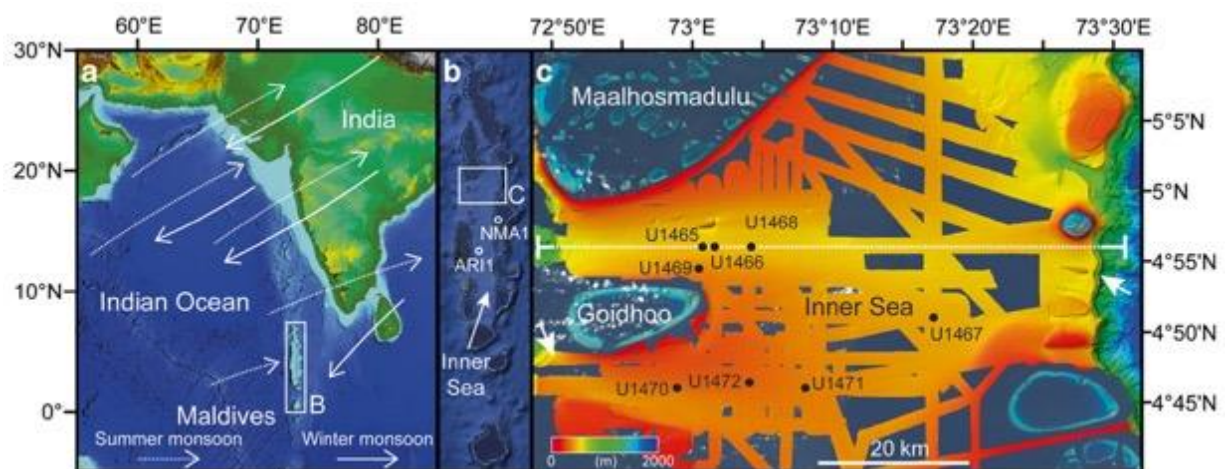 60°E 70°E 80°E
72°50'E 73°E 73°10'E 73°20'E 73°30'E
30°N
20°N
10°N
0°
a
India
Indian Ocean
Maldives
B
Summer monsoon
Winter monsoon
b
C
NMA1
ARI1
Inner
Sea
c
Maalhosmadulu
U1465
U1468
U1466
U1469
Goidhoo
Inner Sea
U1467
U1470
U1472
U1471
0 (m) 2000
20 km
5°5'N
5°N
4°55'N
4°50'N
4°45'N